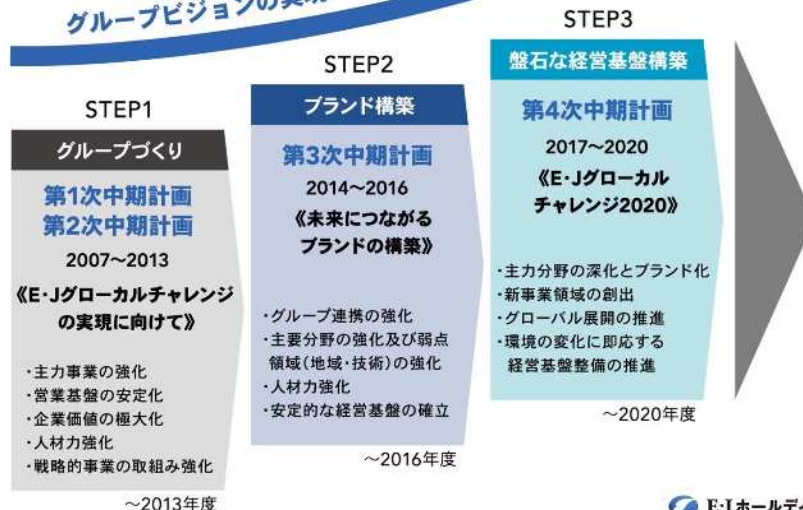 グループビジョンの実現
STEP1
グループづくり
第1次中期計画
第2次中期計画
2007~2013
《E・Jグローカルチャレンジ
の実現に向けて》
・主力事業の強化
・営業基盤の安定化
・企業価値の極大化
・人材力強化
・戦略的事業の取組み強化
~2013年度
STEP2
ブランド構築
第3次中期計画
2014~2016
《未来につながる
ブランドの構築》
・グループ連携の強化
・主要分野の強化及び弱点
領域(地域・技術)の強化
・人材力強化
・安定的な経営基盤の確立
~2016年度
STEP3
盤石な経営基盤構築
第4次中期計画
2017~2020
《E・Jグローカル
チャレンジ2020》
・主力分野の深化とブランド化
・新事業領域の創出
・グローバル展開の推進
・環境の変化に即応する
経営基盤整備の推進
~2020年度
E・Jホールデ